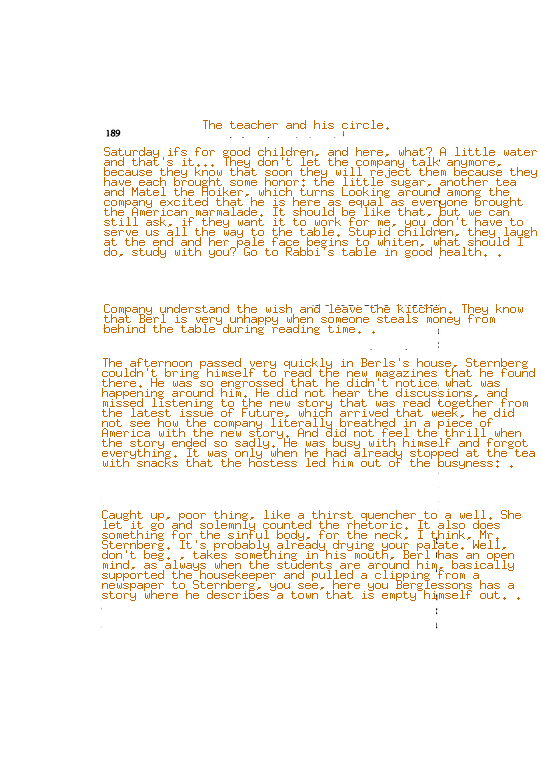 The teacher and his circle.
189
Saturday ifs for good children, and here, what? A little water
and that's it... They don't let the company talk anymore,
because they know that soon they will reject them because they
have each brought some honor: the little sugar, another tea
and Matel the Hoiker, which turns Looking around among the
company excited that he is here as equal as everyone brought
the American marmalade. It should be like that, but we can
still ask, if they want it to work for me, you don't have to
serve us all the way to the table. Stupid children, they laugh
at the end and her pale face begins to whiten, what should I
do, study with you? Go to Rabbi's table in good health. .
Company understand the wish and leave the kitchen. They know
that Berl is very unhappy when someone steals money from
behind the table during reading time. .
The afternoon passed very quickly in Berls's house, Sternberg
couldn't bring himself to read the new magazines that he found
there. He was so engrossed that he didn't notice what was
happening around him. He did not hear the discussions, and
missed listening to the new story that was read together from
the latest issue of Future, which arrived that week, he did
not see how the company literally breathed in a piece of
America with the new story. And did not feel the thrill when
the story ended so sadly. He was busy with himself and forgot
everything. It was only when he had already stopped at the tea
with snacks that the hostess led him out of the busyness: .
Caught up, poor thing, like a thirst quencher to a well. She
let it go and solemnly counted the rhetoric. It also does
something for the sinful body, for the neck, I think, Mr.
Sternberg. It's probably already drying your palate. Well,
don't beg. , takes something in his mouth, Berl has an open
mind, as always when the students are around him, basically
supported the housekeeper and pulled a clipping from a
newspaper to Sternberg, you see, here you Berglessons has a
story where he describes a town that is empty himself out. .